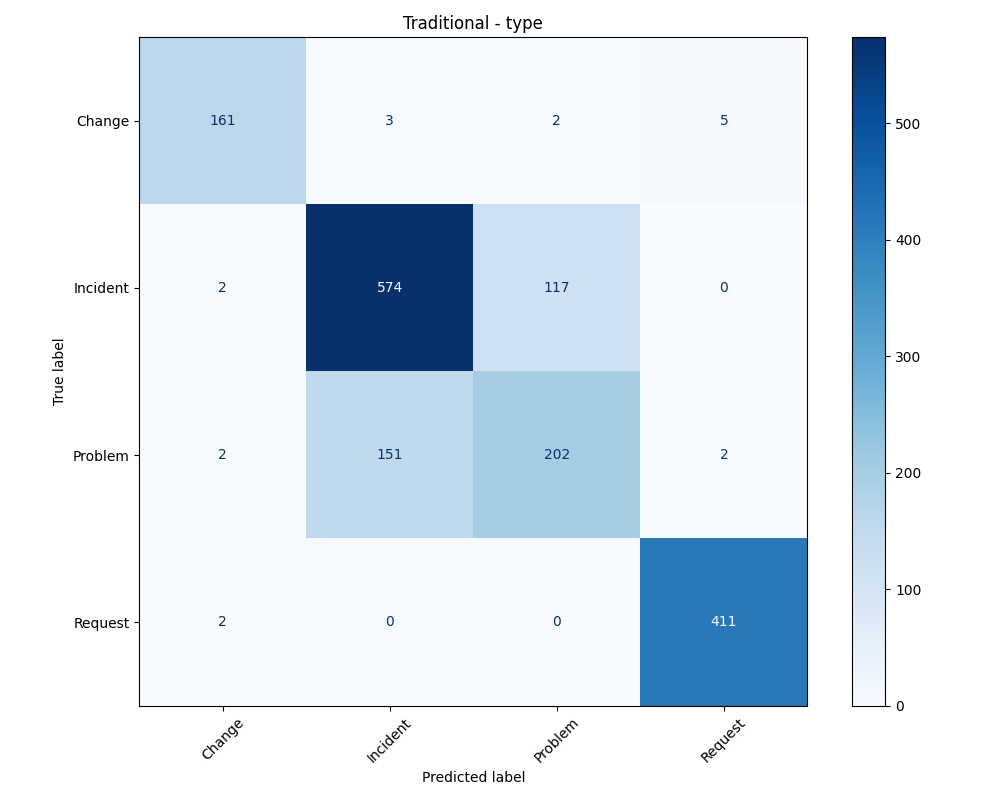 Traditional - type
Change 161 3 2 5
Incident 2 574 117 0
Problem 2 151 202 2
Request 2 0 0 411
True label
Change Incident Problem Request
Predicted label
500
400
300
200
100
0